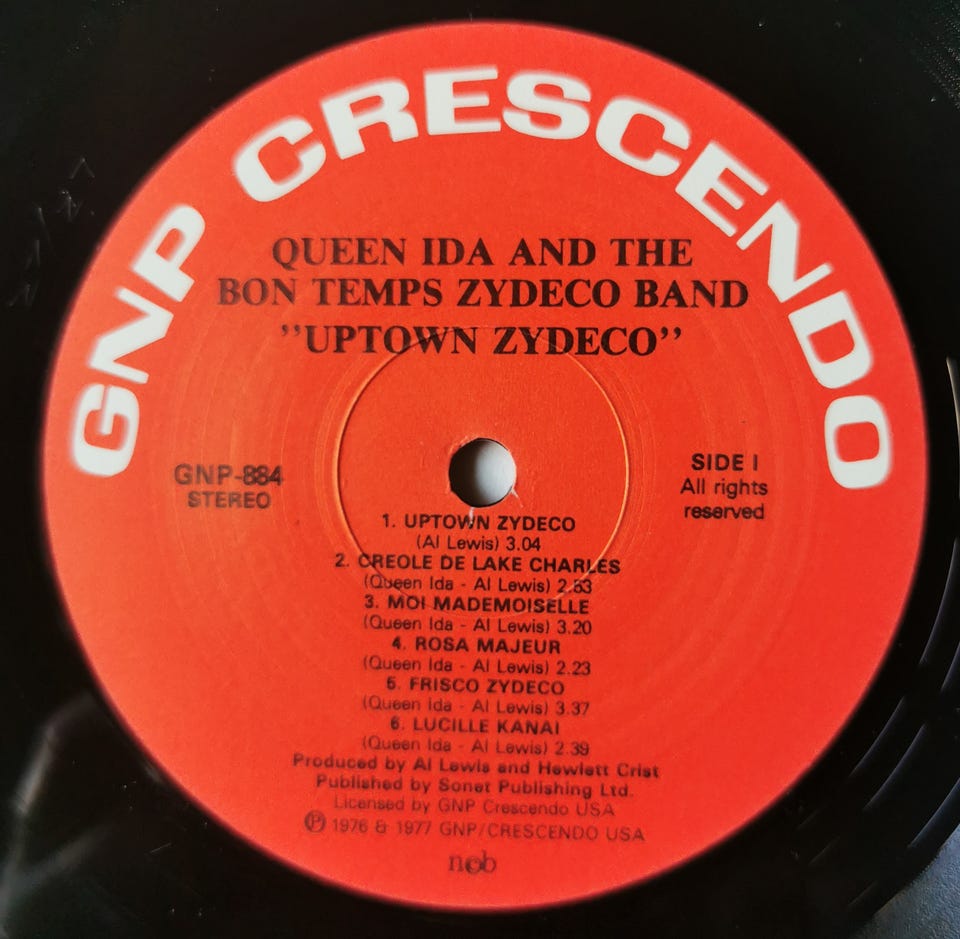 GNP CRESCENDO
QUEEN IDA AND THE
BON TEMPS ZYDECO BAND
"UPTOWN ZYDECO"
GNP-884
STEREO
SIDE I
All rights
reserved
1. UPTOWN ZYDECO
(Al Lewis) 3.04
2. CREOLE DE LAKE CHARLES
(Queen Ida - Al Lewis) 2.53
3. MOI MADEMOISELLE
(Queen Ida - Al Lewis) 3.20
4. ROSA MAJEUR
(Queen Ida - Al Lewis) 2.23
5. FRISCO ZYDECO
(Queen Ida - Al Lewis) 3.37
6. LUCILLE KANAI
(Queen Ida - Al Lewis) 2.39
Produced by Al Lewis and Hewlett Crist
Published by Sonet Publishing Ltd.
Licensed by GNP Crescendo USA
Ⓟ 1976 & 1977 GNP/CRESCENDO USA
ncb